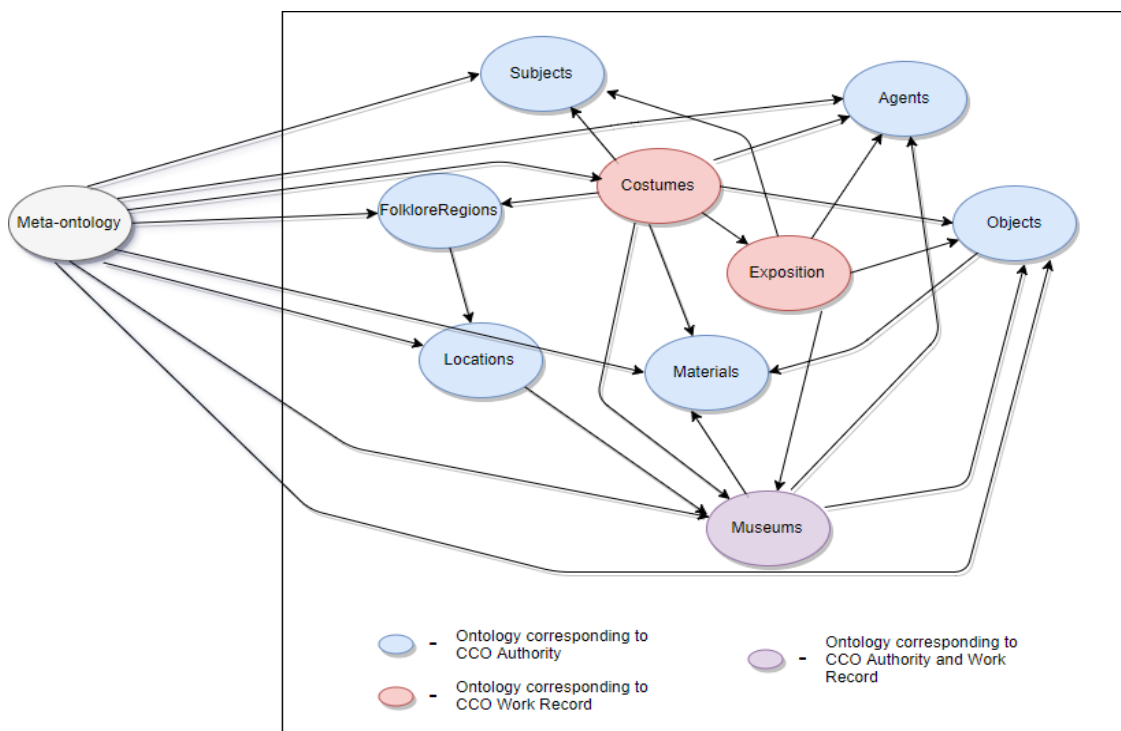 Subjects
Agents
Costumes
Meta-ontology
FolkloreRegions
Objects
Exposition
Locations
Materials
Museums
- Ontology corresponding to
CCO Authority
- Ontology corresponding to
CCO Work Record
- Ontology corresponding to
CCO Authority and Work
Record